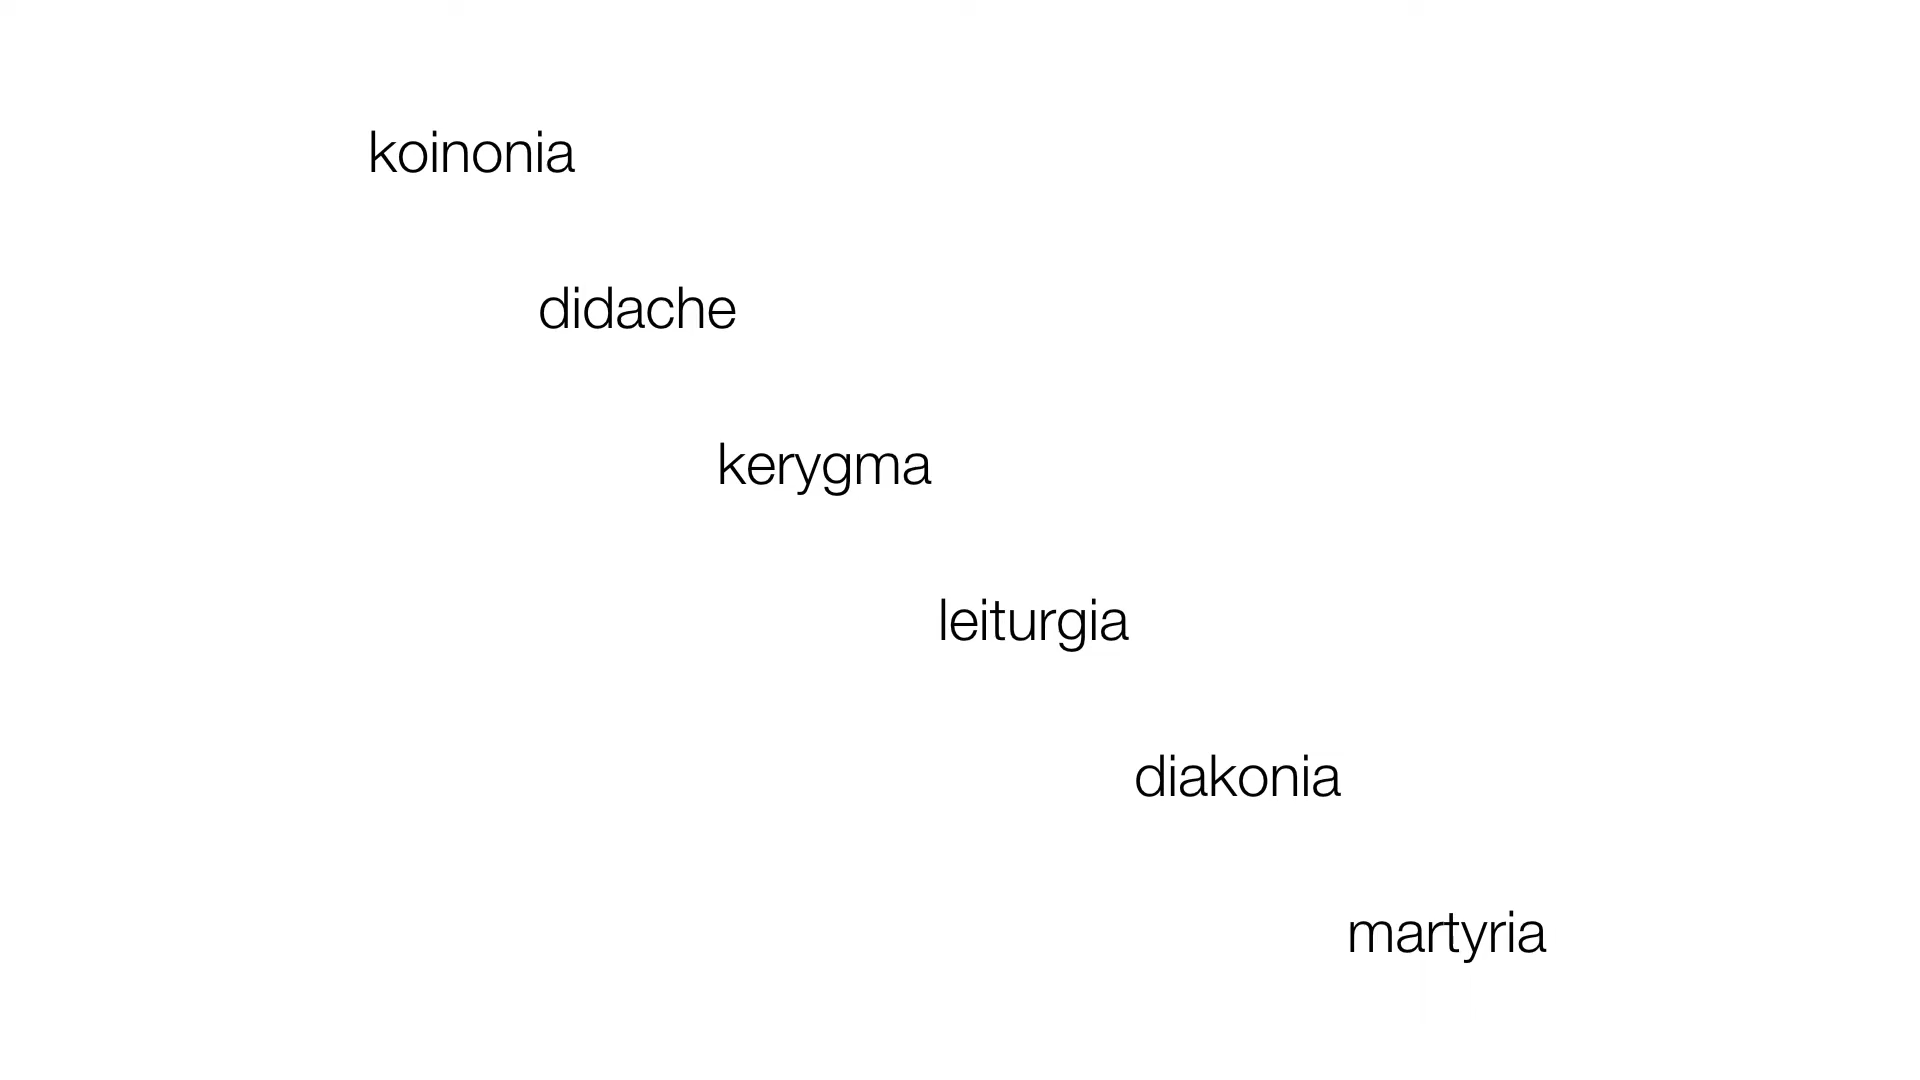 koinonia
didache
kerygma
leiturgia
diakonia
martyria